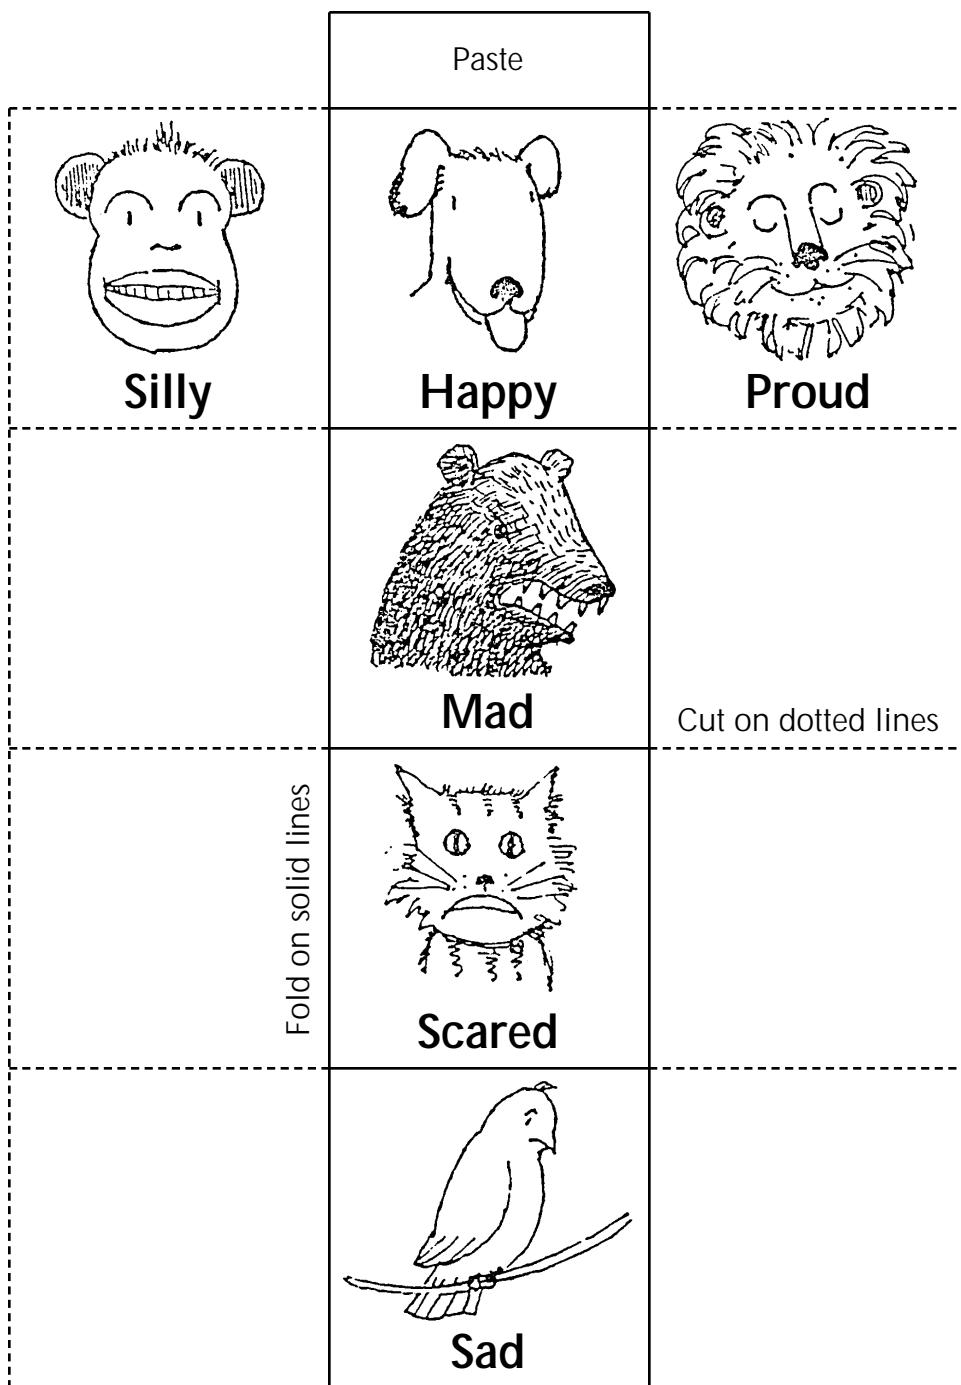 Paste
Silly
Happy
Proud
Mad
Cut on dotted lines
Fold on solid lines
Scared
Sad